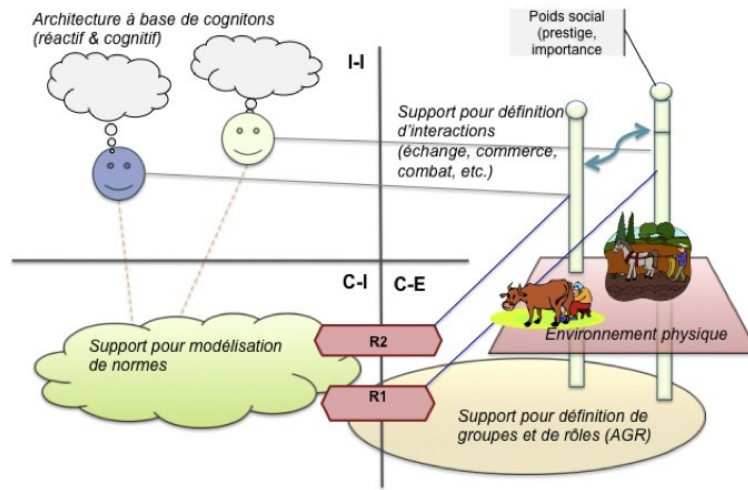 Architecture à base de cognitons
(réactif & cognitif)
Poids social
(prestige,
importance
I-I
Support pour définition
d'interactions
(échange, commerce,
combat, etc.)
C-I
C-E
Support pour modélisation
de normes
R2
Environnement physique
R1
Support pour définition de
groupes et de rôles (AGR)